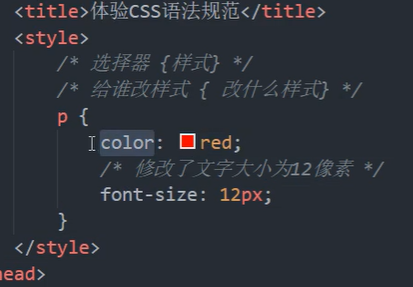 <title>体验CSS语法规范</title>
<style>
/* 选择器 {样式} */
/* 给谁改样式 { 改什么样式} */
p {
color: red;
/* 修改了文字大小为12像素 */
font-size: 12px;
}
</style>
head>